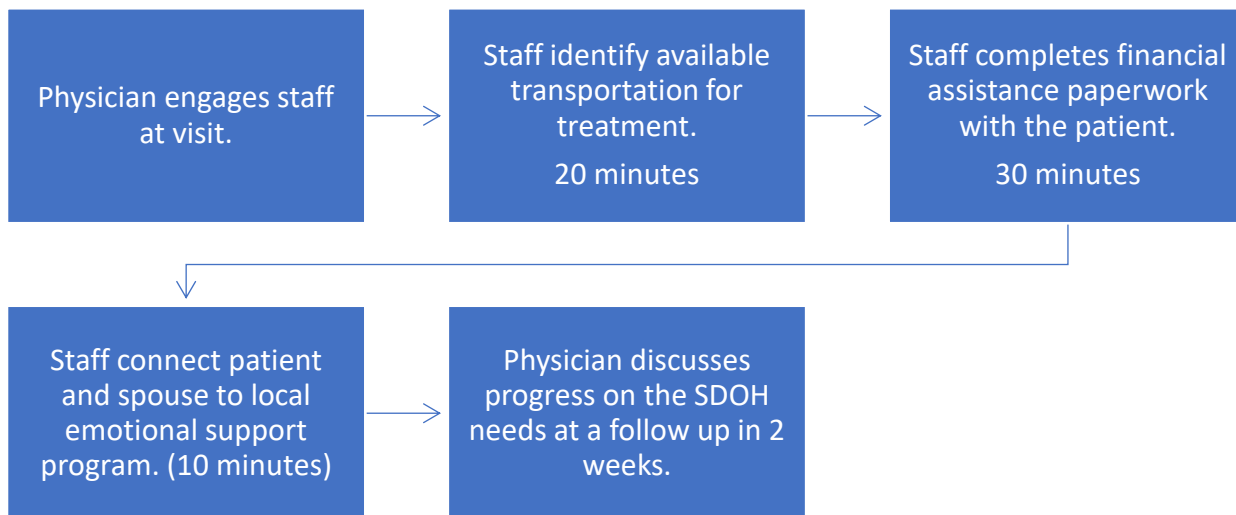 Physician engages staff
at visit.
Staff identify available
transportation for
treatment.
20 minutes
Staff completes financial
assistance paperwork
with the patient.
30 minutes
Staff connect patient
and spouse to local
emotional support
program. (10 minutes)
Physician discusses
progress on the SDOH
needs at a follow up in 2
weeks.